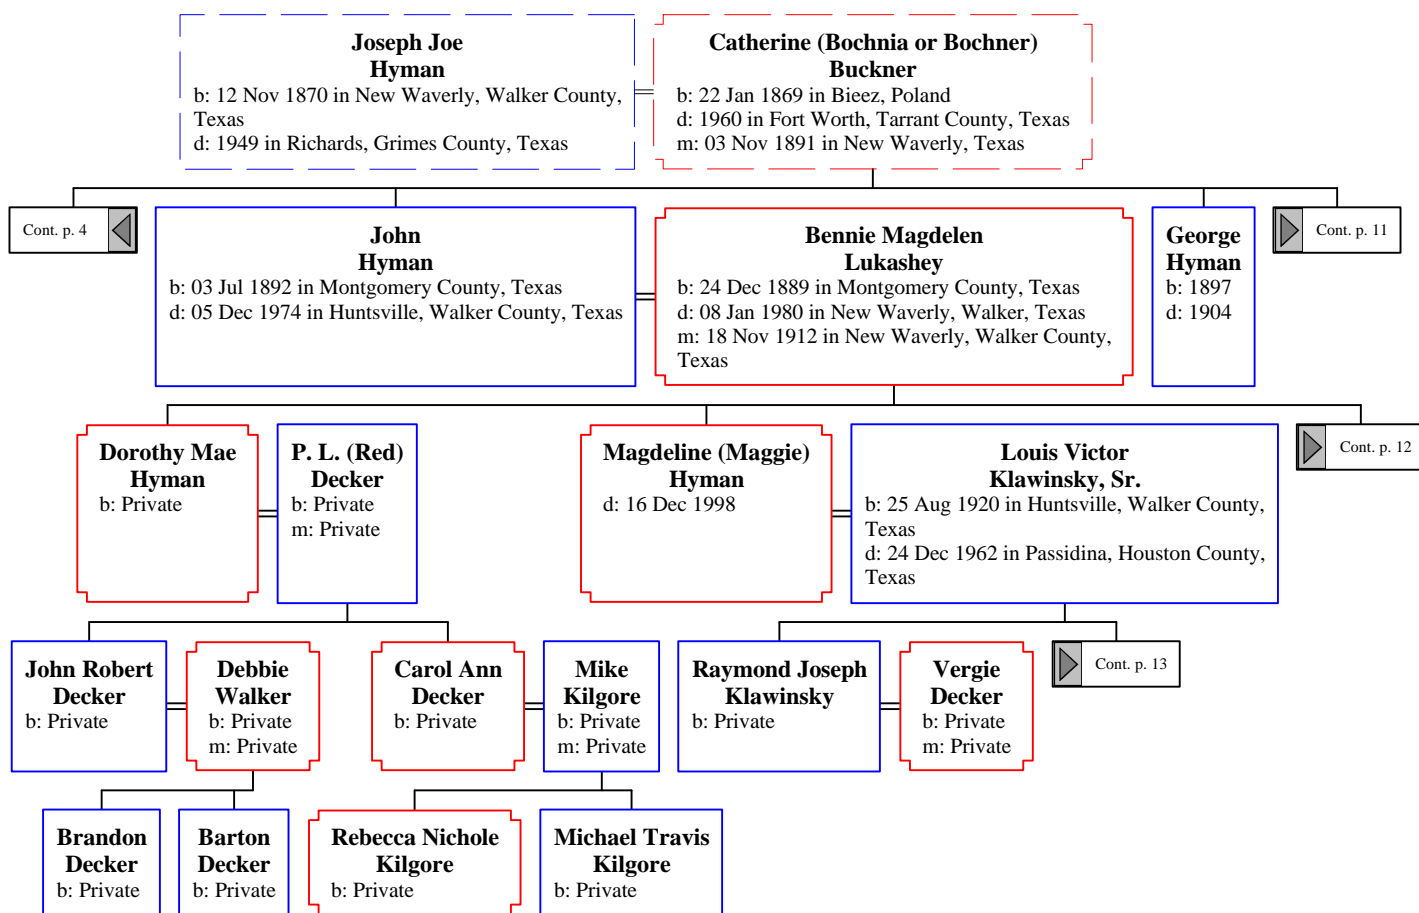 Joseph Joe
Hyman
b: 12 Nov 1870 in New Waverly, Walker County,
Texas
d: 1949 in Richards, Grimes County, Texas
Catherine (Bochnia or Bochner)
Buckner
b: 22 Jan 1869 in Bieez, Poland
d: 1960 in Fort Worth, Tarrant County, Texas
m: 03 Nov 1891 in New Waverly, Texas
Cont. p. 4
John
Hyman
b: 03 Jul 1892 in Montgomery County, Texas
d: 05 Dec 1974 in Huntsville, Walker County, Texas
Bennie Magdelen
Lukashey
b: 24 Dec 1889 in Montgomery County, Texas
d: 08 Jan 1980 in New Waverly, Walker, Texas
m: 18 Nov 1912 in New Waverly, Walker County,
Texas
George
Hyman
b: 1897
d: 1904
Cont. p. 11
Dorothy Mae
Hyman
b: Private
P. L. (Red)
Decker
b: Private
m: Private
Magdeline (Maggie)
Hyman
d: 16 Dec 1998
Louis Victor
Klawinsky, Sr.
b: 25 Aug 1920 in Huntsville, Walker County,
Texas
d: 24 Dec 1962 in Passidina, Houston County,
Texas
Cont. p. 12
John Robert
Decker
b: Private
Debbie
Walker
b: Private
m: Private
Carol Ann
Decker
b: Private
Mike
Kilgore
b: Private
m: Private
Raymond Joseph
Klawinsky
b: Private
Vergie
Decker
b: Private
m: Private
Cont. p. 13
Brandon
Decker
b: Private
Barton
Decker
b: Private
Rebecca Nichole
Kilgore
b: Private
Michael Travis
Kilgore
b: Private